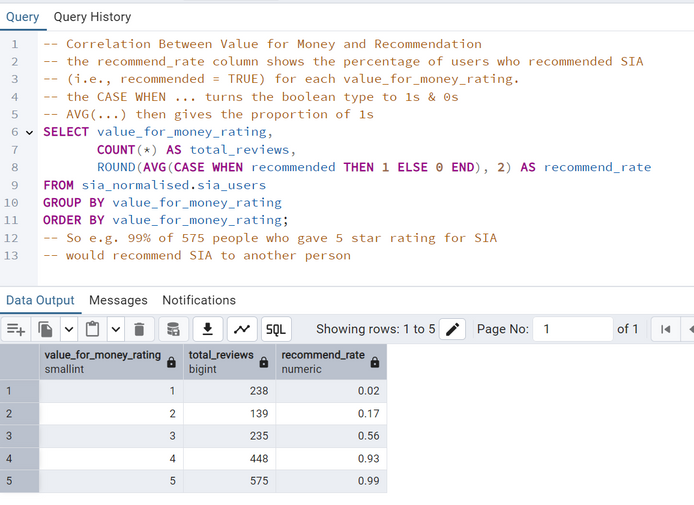 Query Query History
1 -- Correlation Between Value for Money and Recommendation
2 -- the recommend_rate column shows the percentage of users who recommended SIA
3 -- (i.e., recommended = TRUE) for each value_for_money_rating.
4 -- the CASE WHEN ... turns the boolean type to 1s & 0s
5 -- AVG(...) then gives the proportion of 1s
6 SELECT value_for_money_rating,
7 COUNT(*) AS total_reviews,
8 ROUND(AVG(CASE WHEN recommended THEN 1 ELSE 0 END), 2) AS recommend_rate
9 FROM sia_normalised.sia_users
10 GROUP BY value_for_money_rating
11 ORDER BY value_for_money_rating;
12 -- So e.g. 99% of 575 people who gave 5 star rating for SIA
13 -- would recommend SIA to another person
Data Output Messages Notifications
SQL Showing rows: 1 to 5 Page No: 1 of 1
value_for_money_rating total_reviews recommend_rate
smallint bigint numeric
1 1 238 0.02
2 2 139 0.17
3 3 235 0.56
4 4 448 0.93
5 5 575 0.99